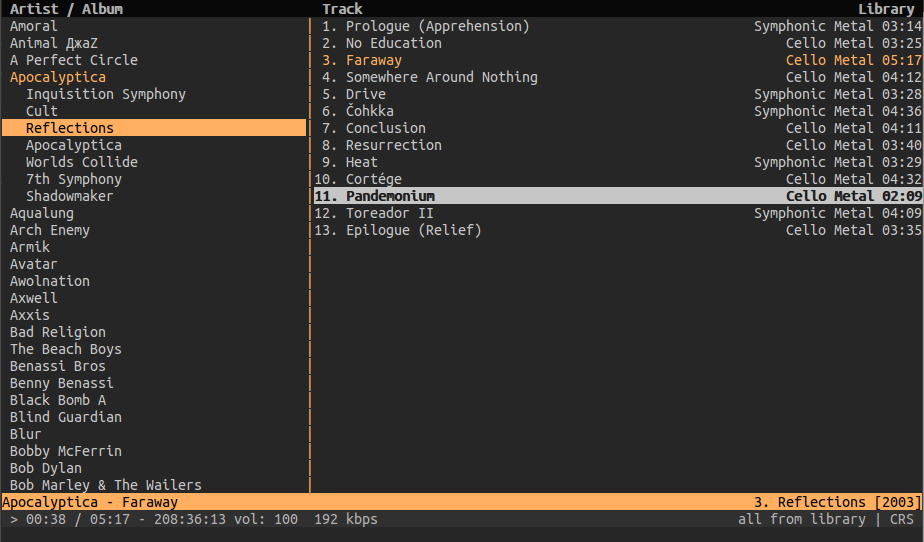 Artist / Album Track Library
Amoral 1. Prologue (Apprehension) Symphonic Metal 03:14
Animal ДжаZ 2. No Education Cello Metal 03:25
A Perfect Circle 3. Faraway Cello Metal 05:17
Apocalyptica 4. Somewhere Around Nothing Cello Metal 04:12
Inquisition Symphony 5. Drive Symphonic Metal 03:28
Cult 6. Čohkka Symphonic Metal 04:36
Reflections 7. Conclusion Cello Metal 04:11
Apocalyptica 8. Resurrection Cello Metal 03:40
Worlds Collide 9. Heat Symphonic Metal 03:29
7th Symphony 10. Cortége Cello Metal 04:32
Shadowmaker 11. Pandemonium Cello Metal 02:09
Aqualung 12. Toreador II Symphonic Metal 04:09
Arch Enemy 13. Epilogue (Relief) Cello Metal 03:35
Armik
Avatar
Awolnation
Axwell
Axxis
Bad Religion
The Beach Boys
Benassi Bros
Benny Benassi
Black Bomb A
Blind Guardian
Blur
Bobby McFerrin
Bob Dylan
Bob Marley & The Wailers
Apocalyptica - Faraway 3. Reflections [2003]
> 00:38 / 05:17 - 208:36:13 vol: 100 192 kbps all from library | CRS